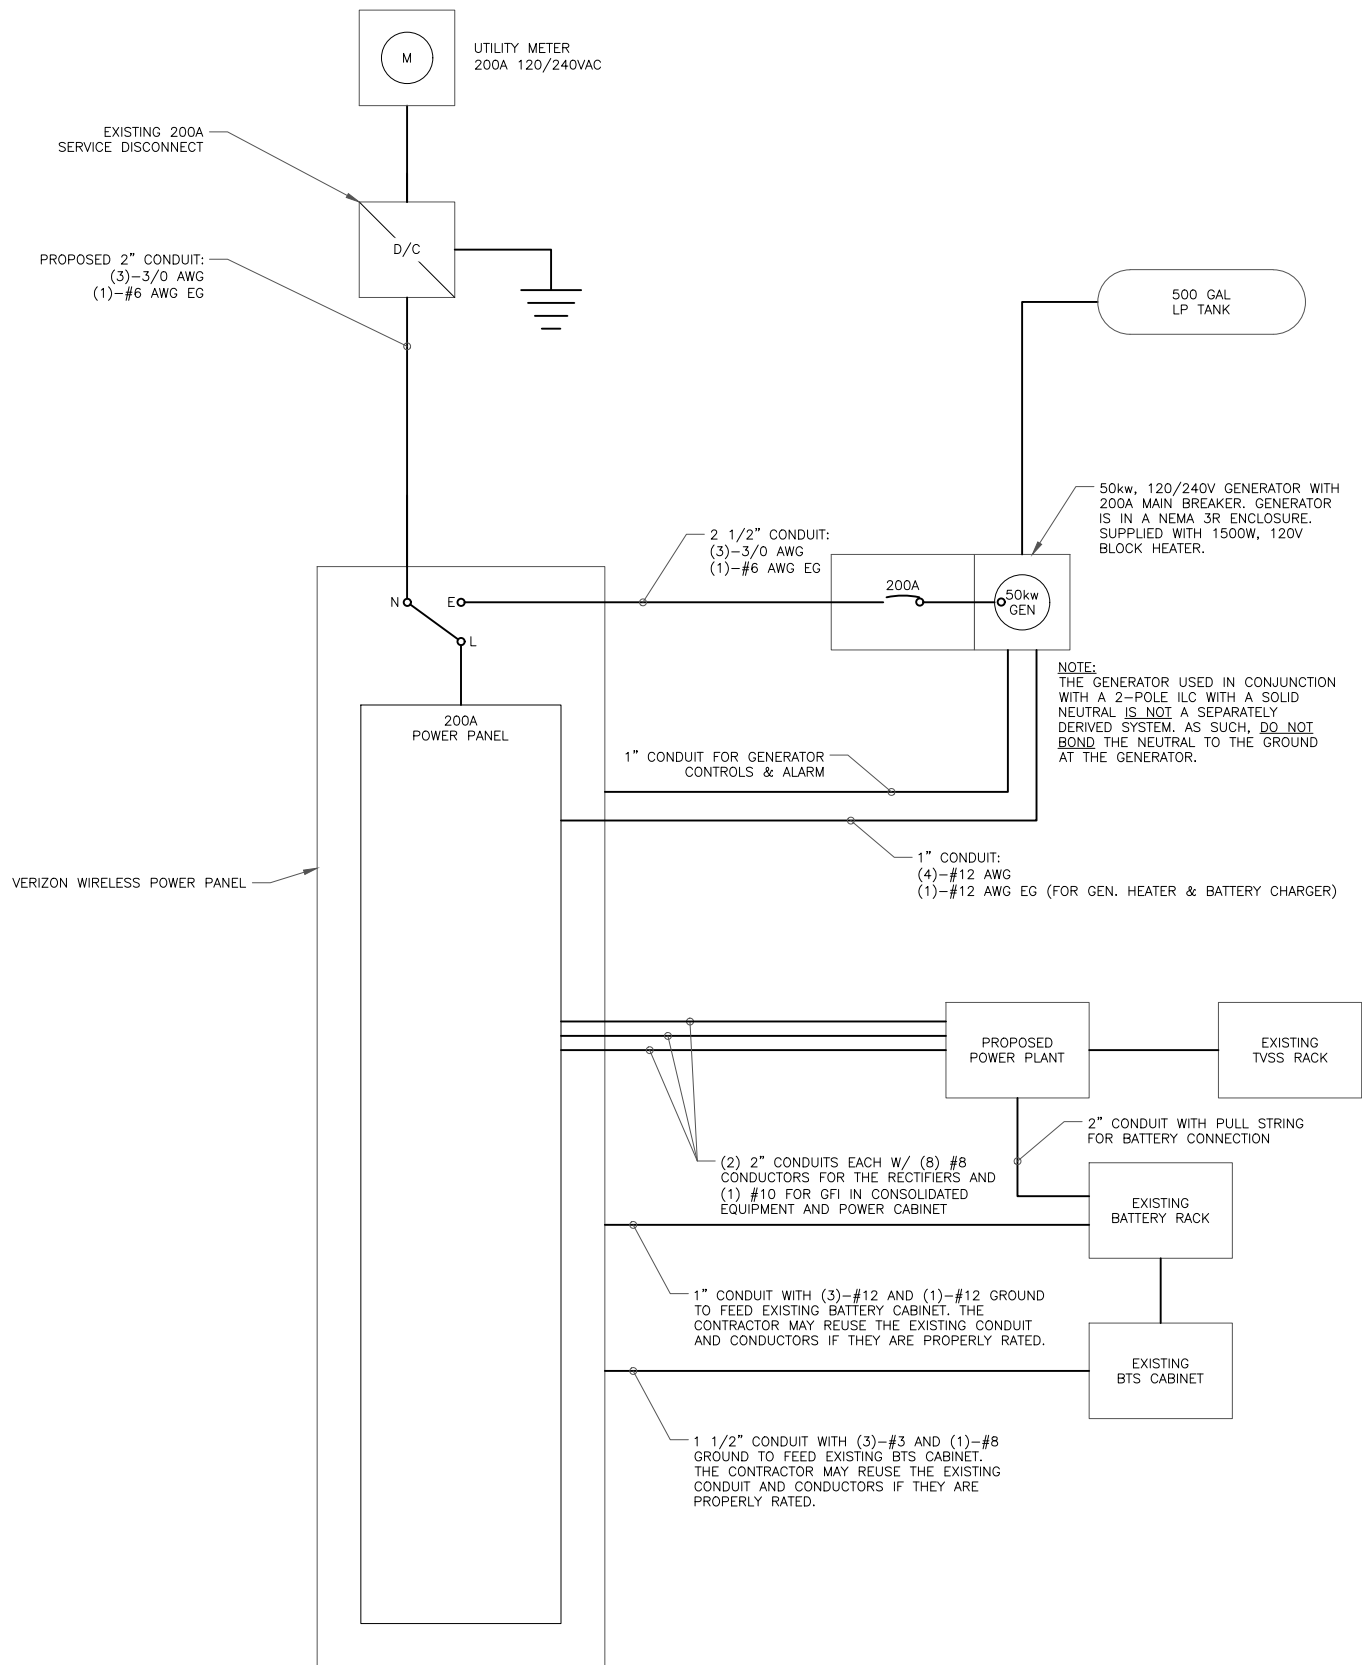 M
UTILITY METER
200A 120/240VAC
EXISTING 200A
SERVICE DISCONNECT
D/C
PROPOSED 2” CONDUIT:
(3)–3/0 AWG
(1)–#6 AWG EG
500 GAL
LP TANK
50kw, 120/240V GENERATOR WITH
200A MAIN BREAKER. GENERATOR
IS IN A NEMA 3R ENCLOSURE.
SUPPLIED WITH 1500W, 120V
BLOCK HEATER.
2 1/2” CONDUIT:
(3)–3/0 AWG
(1)–#6 AWG EG
200A
50kw
GEN
N
E
L
NOTE:
THE GENERATOR USED IN CONJUNCTION
WITH A 2–POLE ILC WITH A SOLID
NEUTRAL IS NOT A SEPARATELY
DERIVED SYSTEM. AS SUCH, DO NOT
BOND THE NEUTRAL TO THE GROUND
AT THE GENERATOR.
200A
POWER PANEL
1” CONDUIT FOR GENERATOR
CONTROLS & ALARM
1” CONDUIT:
(4)–#12 AWG
(1)–#12 AWG EG (FOR GEN. HEATER & BATTERY CHARGER)
VERIZON WIRELESS POWER PANEL
PROPOSED
POWER PLANT
EXISTING
TVSS RACK
2” CONDUIT WITH PULL STRING
FOR BATTERY CONNECTION
(2) 2” CONDUITS EACH W/ (8) #8
CONDUCTORS FOR THE RECTIFIERS AND
(1) #10 FOR GFI IN CONSOLIDATED
EQUIPMENT AND POWER CABINET
EXISTING
BATTERY RACK
1” CONDUIT WITH (3)–#12 AND (1)–#12 GROUND
TO FEED EXISTING BATTERY CABINET. THE
CONTRACTOR MAY REUSE THE EXISTING CONDUIT
AND CONDUCTORS IF THEY ARE PROPERLY RATED.
EXISTING
BTS CABINET
1 1/2” CONDUIT WITH (3)–#3 AND (1)–#8
GROUND TO FEED EXISTING BTS CABINET.
THE CONTRACTOR MAY REUSE THE EXISTING
CONDUIT AND CONDUCTORS IF THEY ARE
PROPERLY RATED.